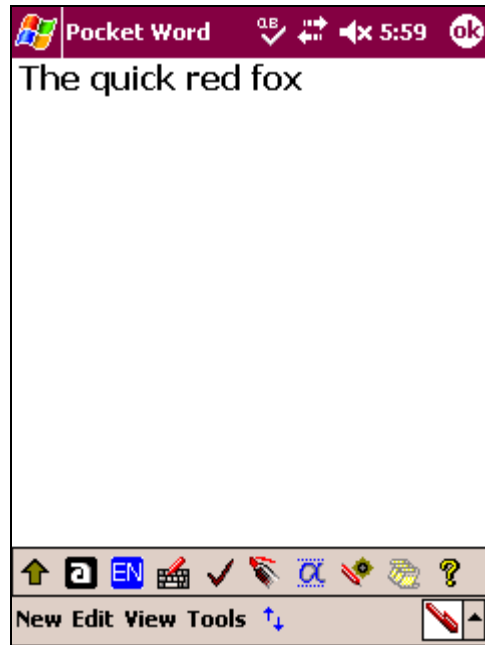 Pocket Word 5:59 ok
The quick red fox
a EN α ?
New Edit View Tools